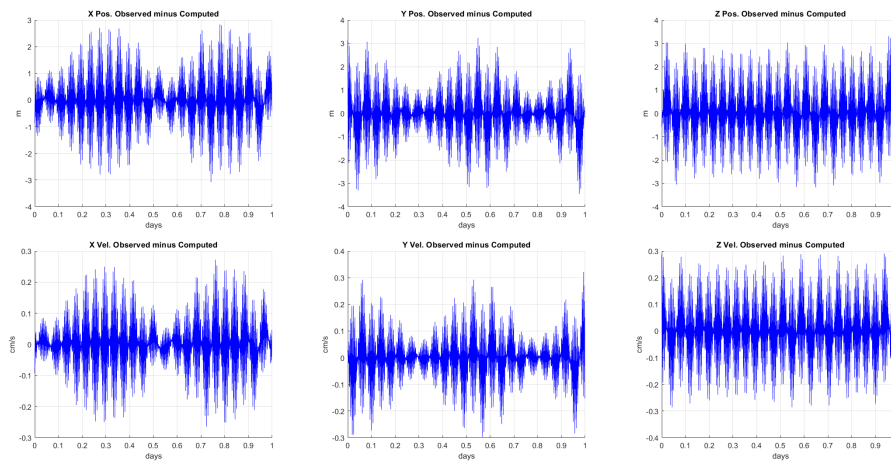 X Pos. Observed minus Computed
3
2
1
0
-1
-2
-3
-4
m
0 0.1 0.2 0.3 0.4 0.5 0.6 0.7 0.8 0.9 1
days
Y Pos. Observed minus Computed
4
3
2
1
0
-1
-2
-3
-4
m
0 0.1 0.2 0.3 0.4 0.5 0.6 0.7 0.8 0.9 1
days
Z Pos. Observed minus Computed
4
3
2
1
0
-1
-2
-3
-4
m
0 0.1 0.2 0.3 0.4 0.5 0.6 0.7 0.8 0.9
days
X Vel. Observed minus Computed
0.3
0.2
0.1
0
-0.1
-0.2
-0.3
cm/s
0 0.1 0.2 0.3 0.4 0.5 0.6 0.7 0.8 0.9 1
days
Y Vel. Observed minus Computed
0.4
0.3
0.2
0.1
0
-0.1
-0.2
-0.3
cm/s
0 0.1 0.2 0.3 0.4 0.5 0.6 0.7 0.8 0.9 1
days
Z Vel. Observed minus Computed
0.3
0.2
0.1
0
-0.1
-0.2
-0.3
-0.4
cm/s
0 0.1 0.2 0.3 0.4 0.5 0.6 0.7 0.8 0.9
days